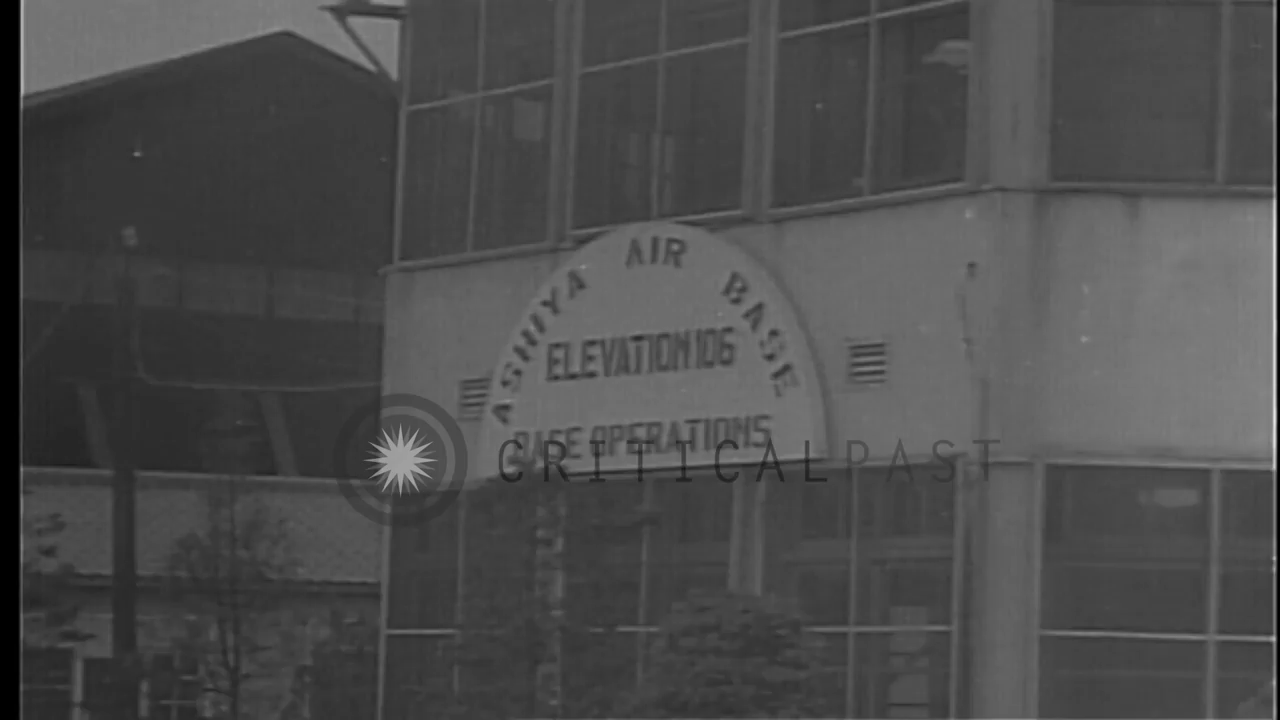 ASHIYA AIR BASE
ELEVATION 106
BASE OPERATIONS
CRITICALPAST